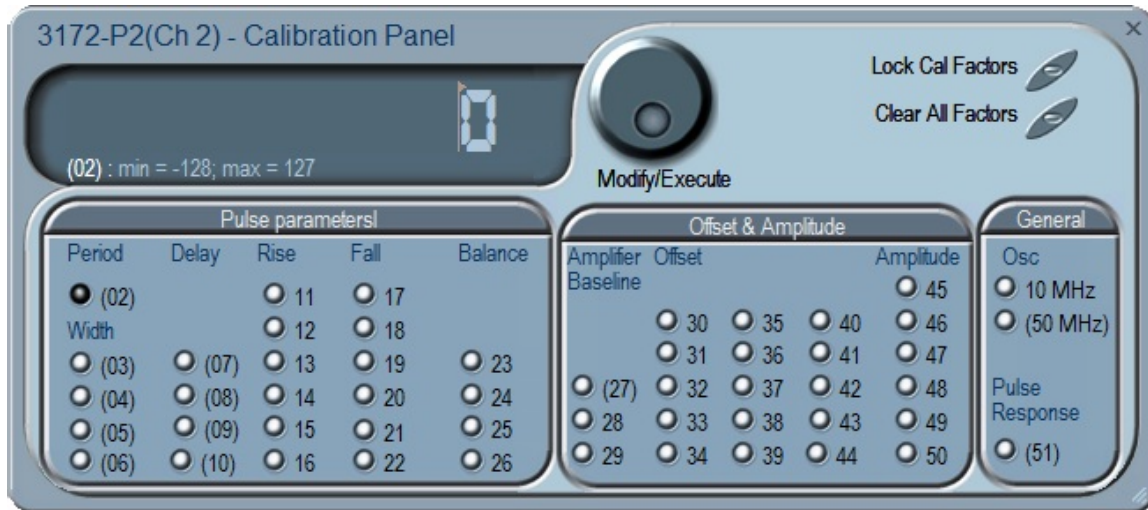 3172-P2(Ch 2) - Calibration Panel
×
0
(02) : min = -128; max = 127
Modify/Execute
Lock Cal Factors
Clear All Factors
Pulse parametersl
Period Delay Rise Fall Balance
(02) 11 17
Width 12 18
(03) (07) 13 19 23
(04) (08) 14 20 24
(05) (09) 15 21 25
(06) (10) 16 22 26
Offset & Amplitude
Amplifier Offset Amplitude
Baseline 45
30 35 40 46
31 36 41 47
(27) 32 37 42 48
28 33 38 43 49
29 34 39 44 50
General
Osc
10 MHz
(50 MHz)
Pulse
Response
(51)